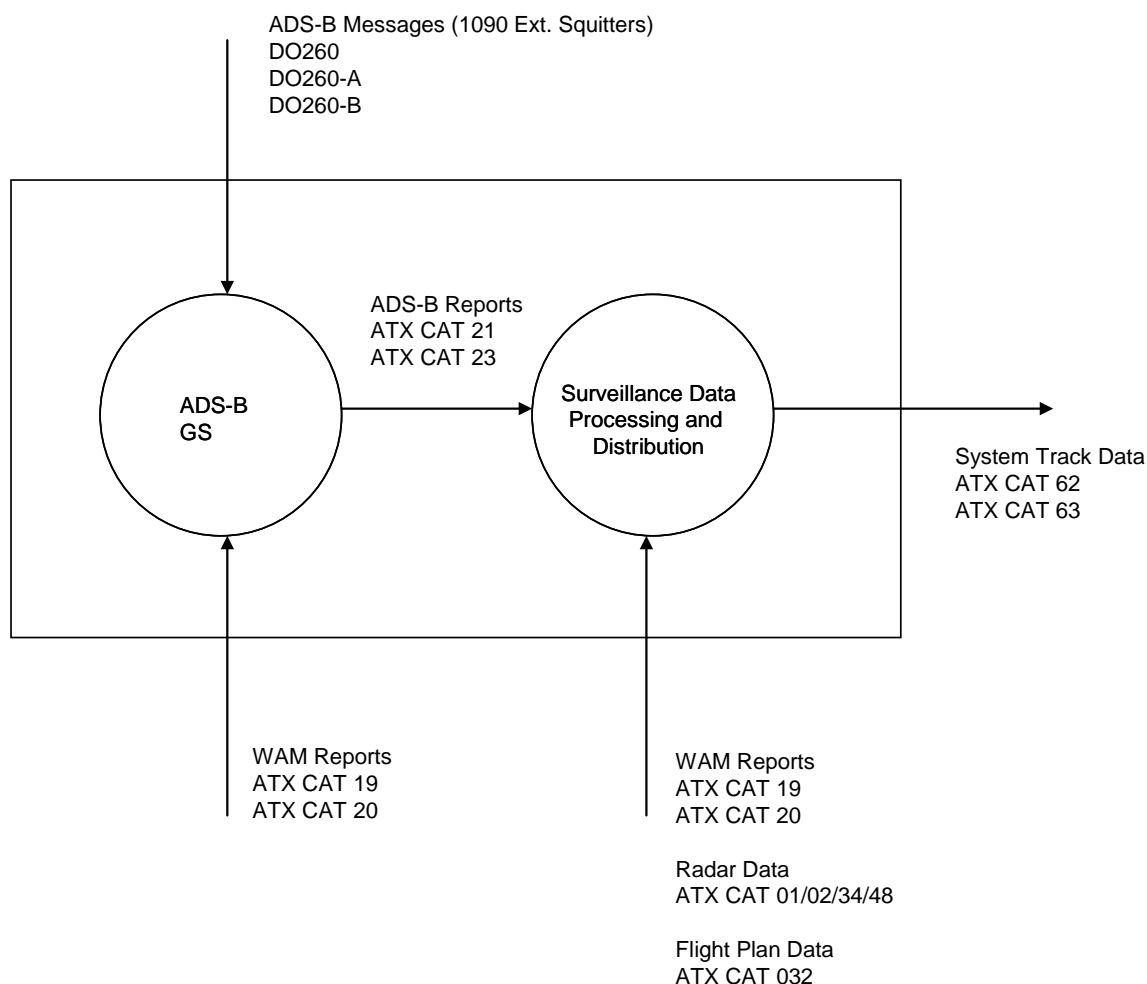 ADS-B Messages (1090 Ext. Squitters)
DO260
DO260-A
DO260-B
ADS-B Reports
ATX CAT 21
ATX CAT 23
ADS-B
GS
Surveillance Data
Processing and
Distribution
System Track Data
ATX CAT 62
ATX CAT 63
WAM Reports
ATX CAT 19
ATX CAT 20
WAM Reports
ATX CAT 19
ATX CAT 20
Radar Data
ATX CAT 01/02/34/48
Flight Plan Data
ATX CAT 032